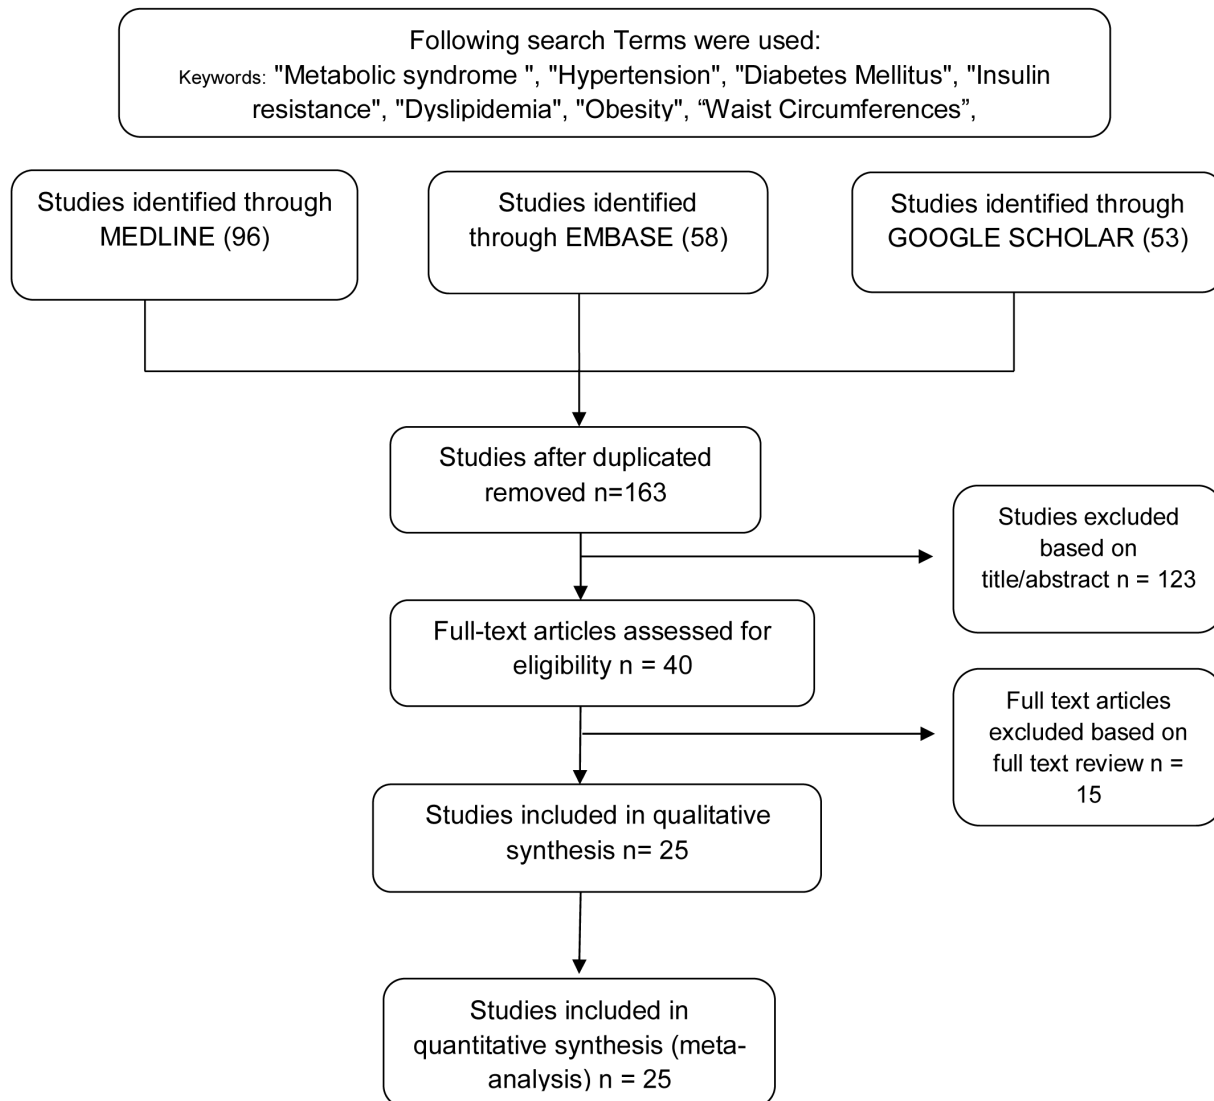 Following search Terms were used:
Keywords: "Metabolic syndrome ", "Hypertension", "Diabetes Mellitus", "Insulin
resistance", "Dyslipidemia", "Obesity", “Waist Circumferences”,
Studies identified through
MEDLINE (96)
Studies identified
through EMBASE (58)
Studies identified through
GOOGLE SCHOLAR (53)
Studies after duplicated
removed n=163
Studies excluded
based on
title/abstract n = 123
Full-text articles assessed for
eligibility n = 40
Full text articles
excluded based on
full text review n =
15
Studies included in qualitative
synthesis n= 25
Studies included in
quantitative synthesis (meta-
analysis) n = 25